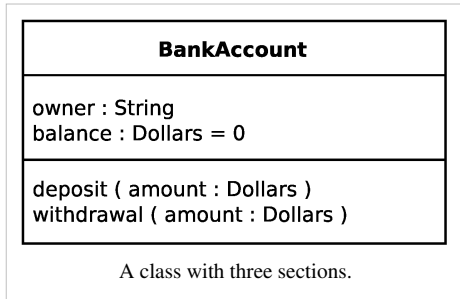 BankAccount
owner : String
balance : Dollars = 0
deposit ( amount : Dollars )
withdrawal ( amount : Dollars )
A class with three sections.